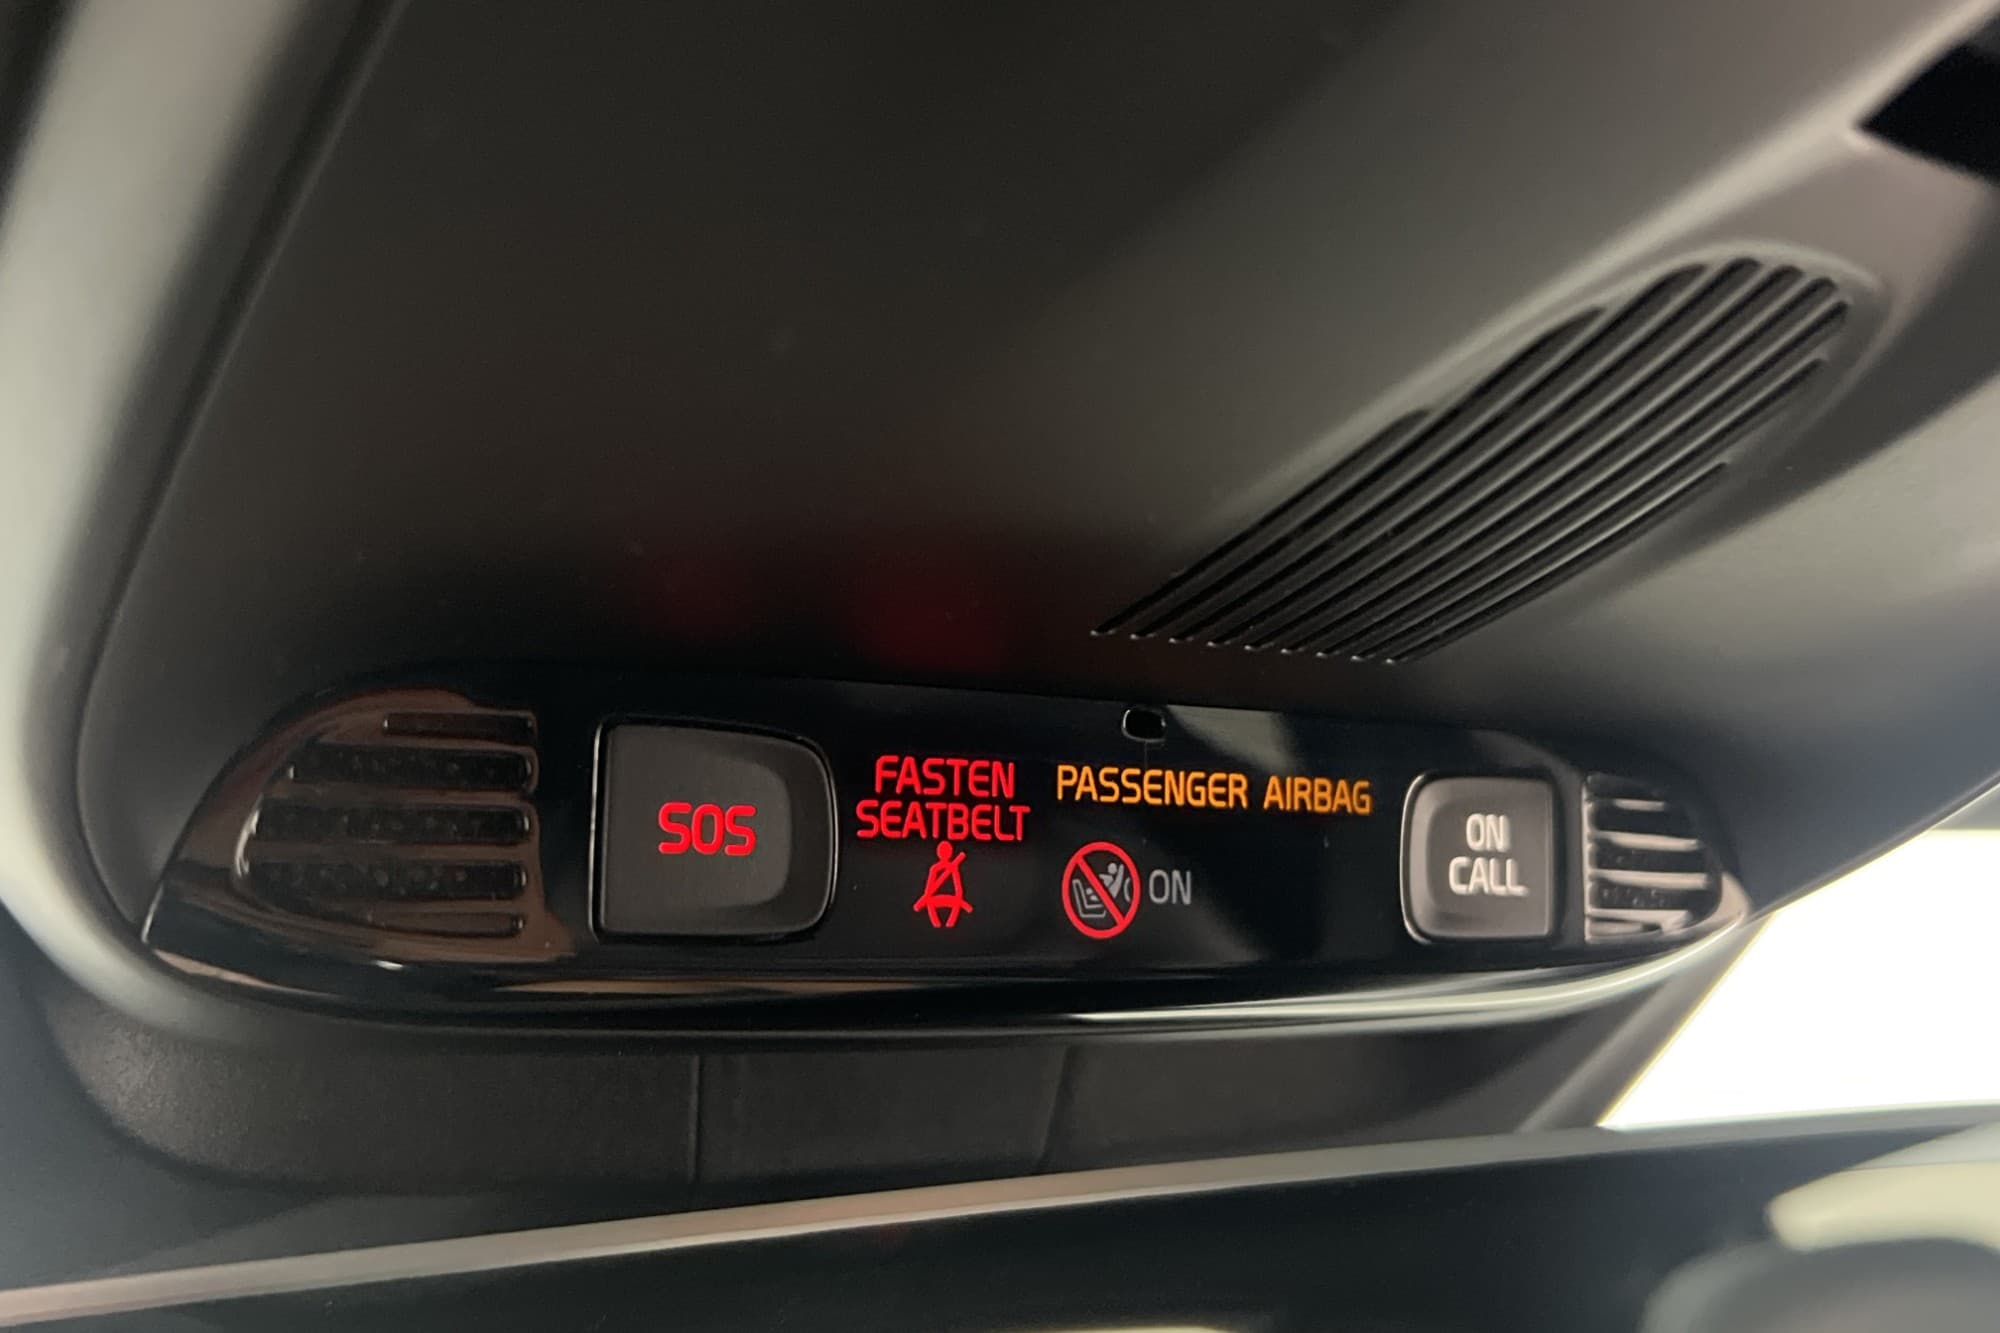 SOS
FASTEN
SEATBELT
PASSENGER AIRBAG
ON
ON
CALL